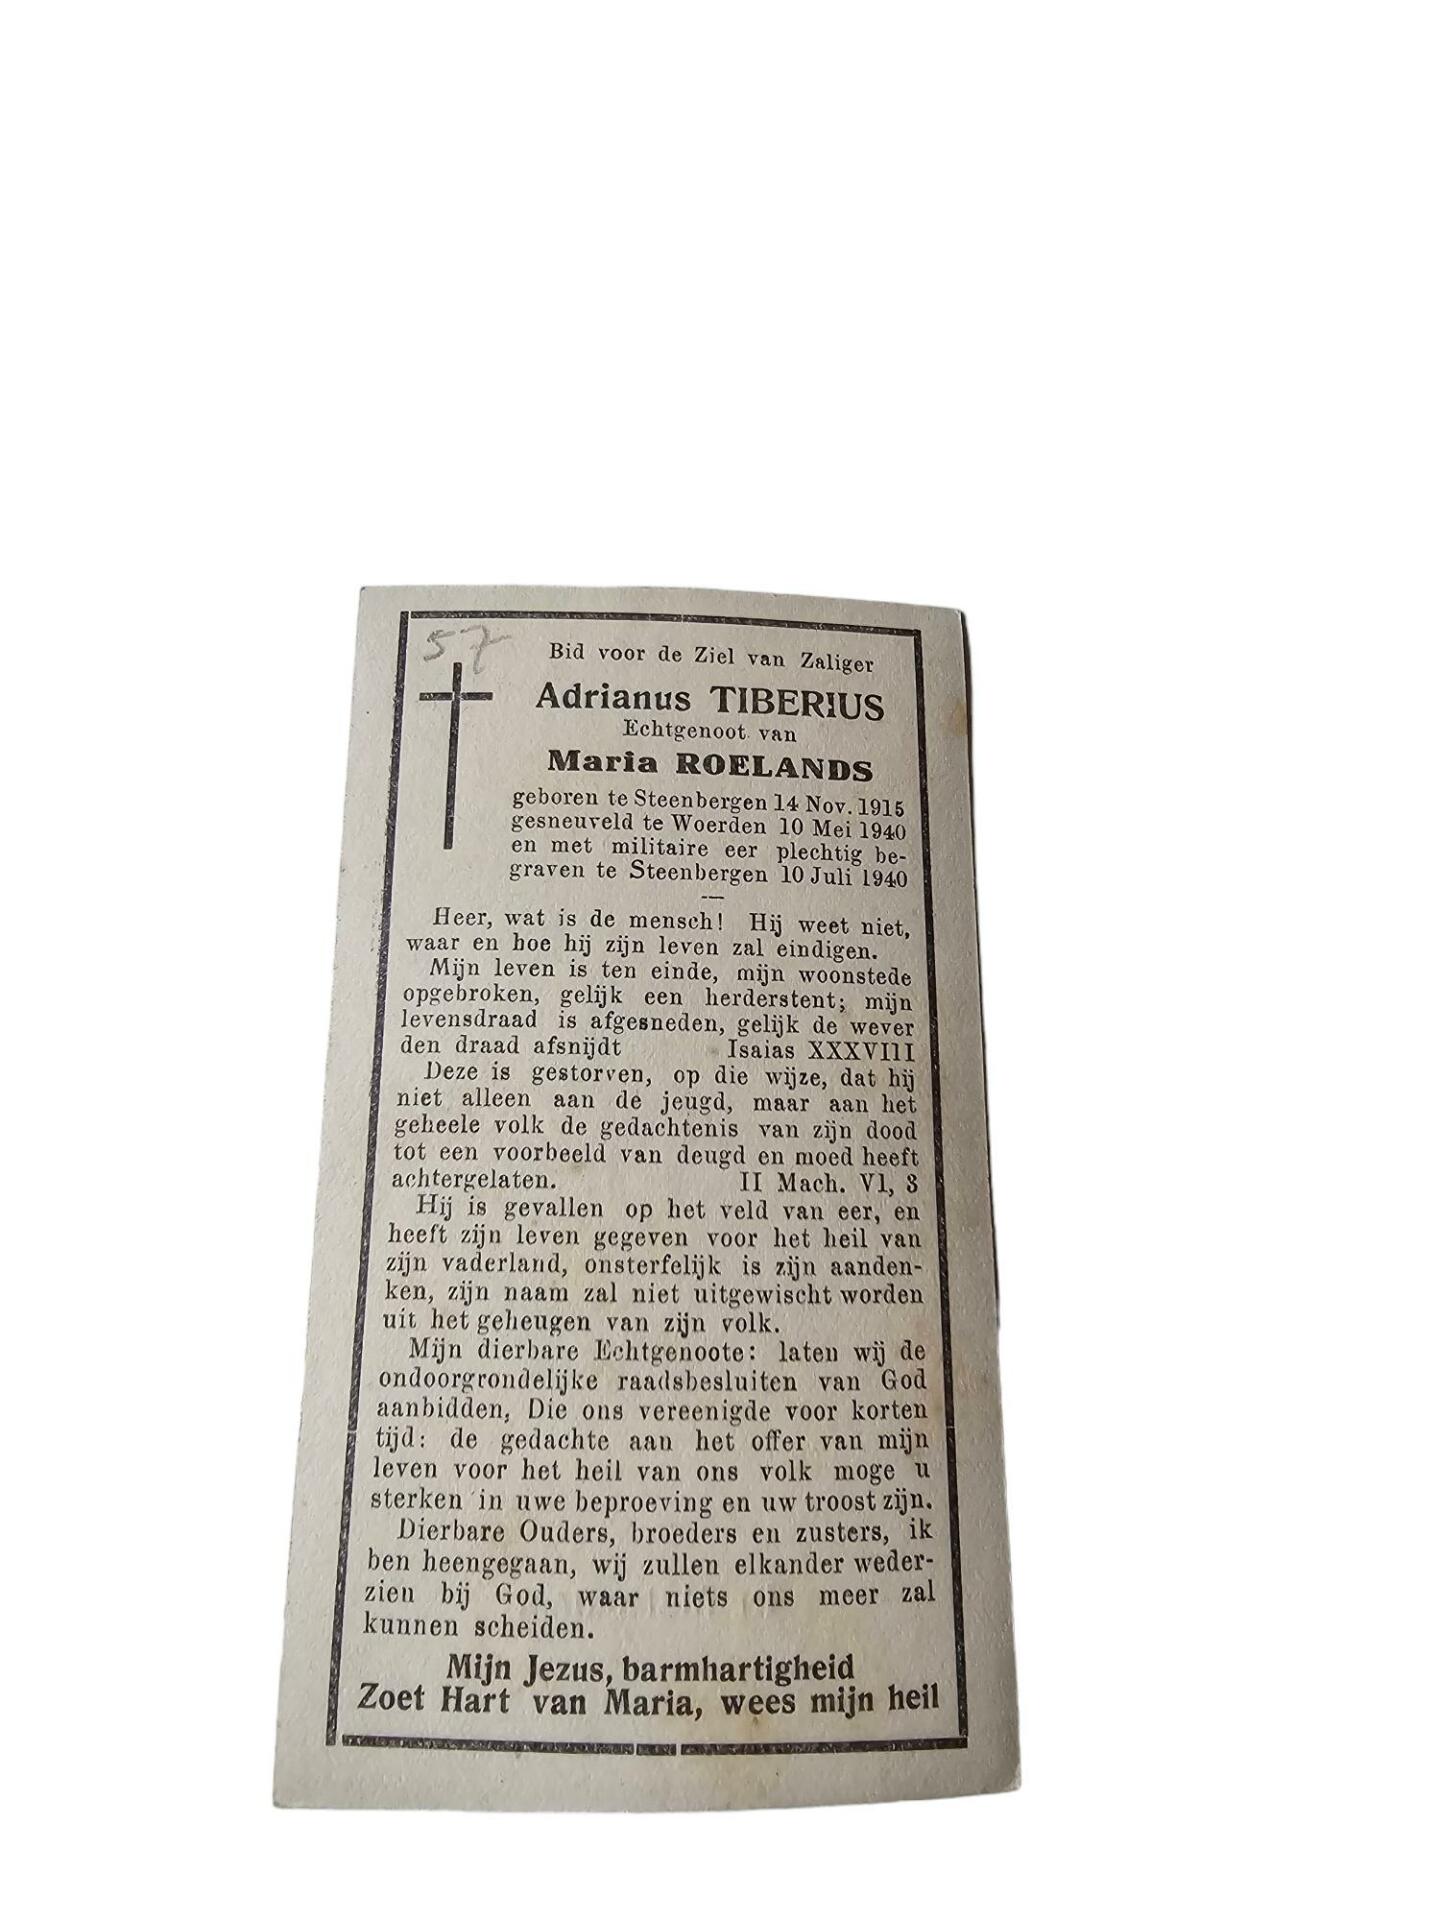 57
Bid voor de Ziel van Zaliger
Adrianus TIBERIUS
Echtgenoot van
Maria ROELANDS
geboren te Steenbergen 14 Nov. 1915
gesneuveld te Woerden 10 Mei 1940
en met militaire eer plechtig be-
graven te Steenbergen 10 Juli 1940
Heer, wat is de mensch! Hij weet niet,
waar en hoe hij zijn leven zal eindigen.
Mijn leven is ten einde, mijn woonstede
opgebroken, gelijk een herderstent; mijn
levensdraad is afgesneden, gelijk de wever
den draad afsnijdt Isaias XXXVIII
Deze is gestorven, op die wijze, dat hij
niet alleen aan de jeugd, maar aan het
geheele volk de gedachtenis van zijn dood
tot een voorbeeld van deugd en moed heeft
achtergelaten. II Mach. VI, 3
Hij is gevallen op het veld van eer, en
heeft zijn leven gegeven voor het heil van
zijn vaderland, onsterfelijk is zijn aanden-
ken, zijn naam zal niet uitgewischt worden
uit het geheugen van zijn volk.
Mijn dierbare Echtgenoote: laten wij de
ondoorgrondelijke raadsbesluiten van God
aanbidden, Die ons vereenigde voor korten
tijd: de gedachte aan het offer van mijn
leven voor het heil van ons volk moge u
sterken in uwe beproeving en uw troost zijn.
Dierbare Ouders, broeders en zusters, ik
ben heengegaan, wij zullen elkander weder-
zien bij God, waar niets ons meer zal
kunnen scheiden.
Mijn Jezus, barmhartigheid
Zoet Hart van Maria, wees mijn heil